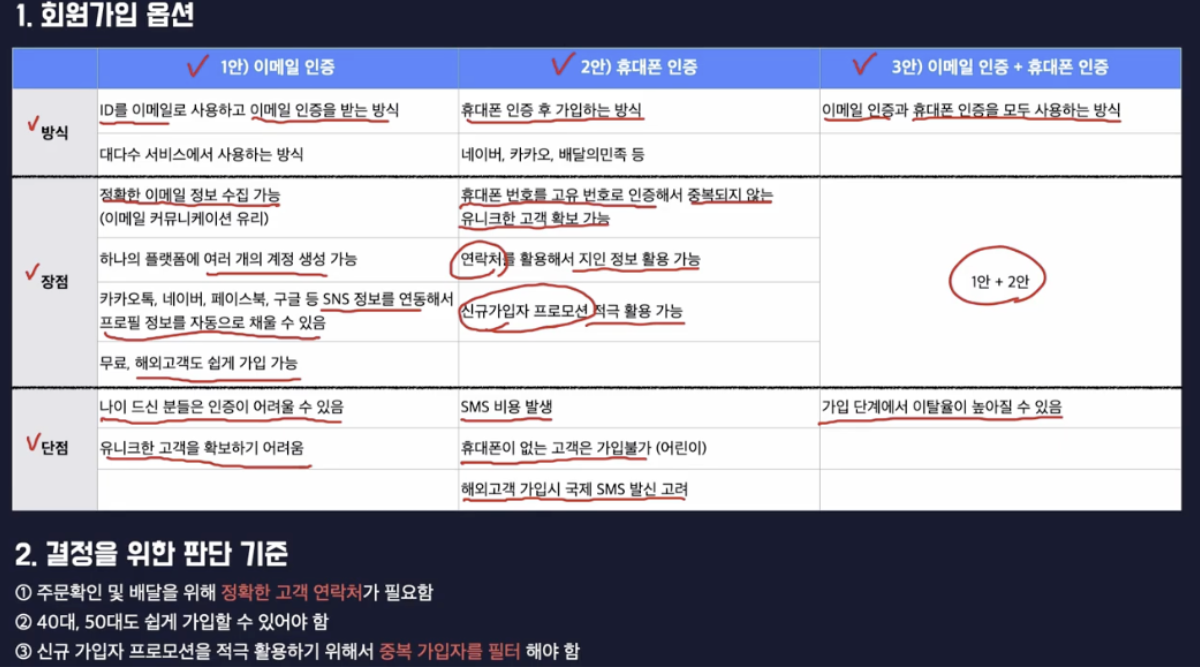 1. 회원가입 옵션
1안) 이메일 인증
2안) 휴대폰 인증
3안) 이메일 인증 + 휴대폰 인증
방식
ID를 이메일로 사용하고 이메일 인증을 받는 방식
휴대폰 인증 후 가입하는 방식
이메일 인증과 휴대폰 인증을 모두 사용하는 방식
대다수 서비스에서 사용하는 방식
네이버, 카카오, 배달의민족 등
장점
정확한 이메일 정보 수집 가능
(이메일 커뮤니케이션 유리)
휴대폰 번호를 고유 번호로 인증해서 중복되지 않는
유니크한 고객 확보 가능
1안 + 2안
하나의 플랫폼에 여러 개의 계정 생성 가능
연락처를 활용해서 지인 정보 활용 가능
카카오톡, 네이버, 페이스북, 구글 등 SNS 정보를 연동해서
프로필 정보를 자동으로 채울 수 있음
신규가입자 프로모션 적극 활용 가능
무료, 해외고객도 쉽게 가입 가능
단점
나이 드신 분들은 인증이 어려울 수 있음
SMS 비용 발생
가입 단계에서 이탈율이 높아질 수 있음
유니크한 고객을 확보하기 어려움
휴대폰이 없는 고객은 가입불가 (어린이)
해외고객 가입시 국제 SMS 발신 고려
2. 결정을 위한 판단 기준
① 주문확인 및 배달을 위해 정확한 고객 연락처가 필요함
② 40대, 50대도 쉽게 가입할 수 있어야 함
③ 신규 가입자 프로모션을 적극 활용하기 위해서 중복 가입자를 필터 해야 함